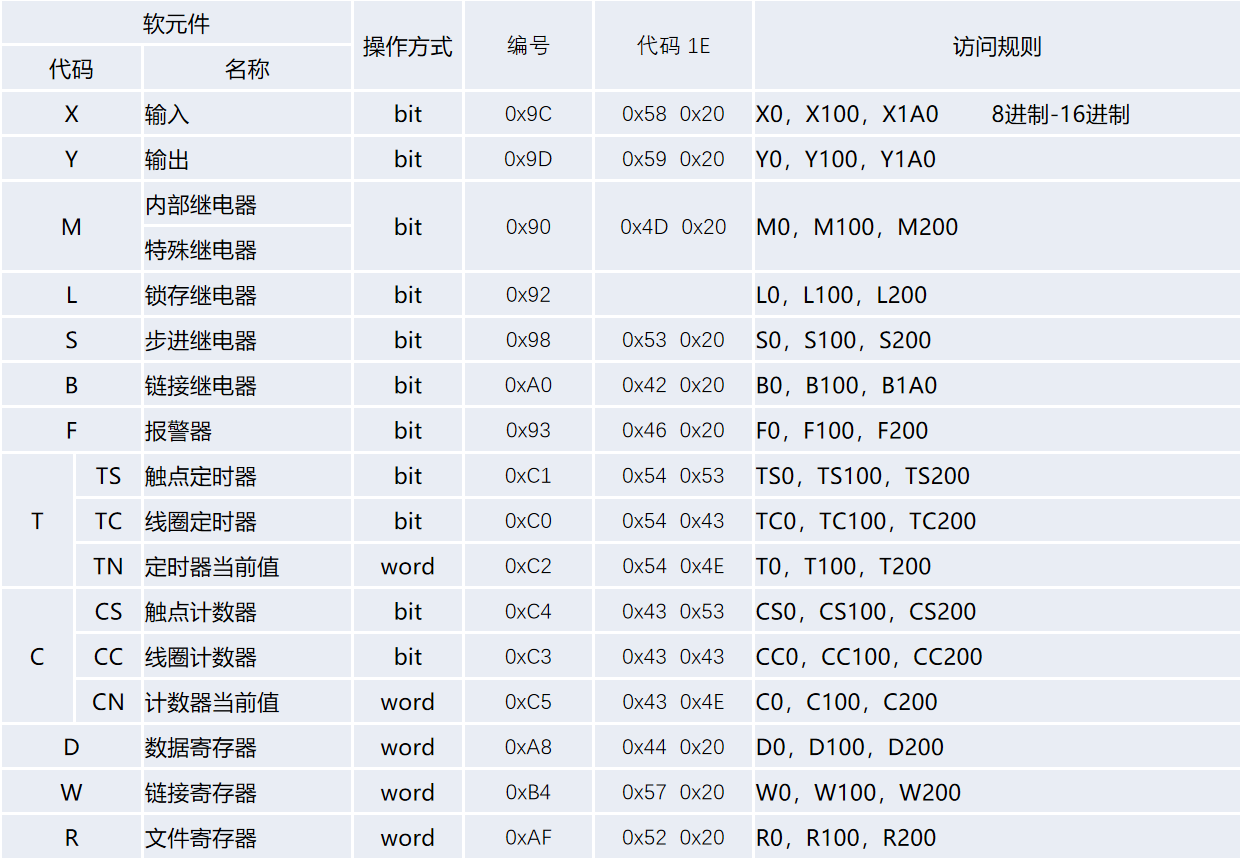 软元件 操作方式 编号 代码 1E 访问规则
代码 名称
X 输入 bit 0x9C 0x58 0x20 X0，X100，X1A0 8进制-16进制
Y 输出 bit 0x9D 0x59 0x20 Y0，Y100，Y1A0
M 内部继电器 bit 0x90 0x4D 0x20 M0，M100，M200
特殊继电器
L 锁存继电器 bit 0x92 L0，L100，L200
S 步进继电器 bit 0x98 0x53 0x20 S0，S100，S200
B 链接继电器 bit 0xA0 0x42 0x20 B0，B100，B1A0
F 报警器 bit 0x93 0x46 0x20 F0，F100，F200
T TS 触点定时器 bit 0xC1 0x54 0x53 TS0，TS100，TS200
TC 线圈定时器 bit 0xC0 0x54 0x43 TC0，TC100，TC200
TN 定时器当前值 word 0xC2 0x54 0x4E T0，T100，T200
C CS 触点计数器 bit 0xC4 0x43 0x53 CS0，CS100，CS200
CC 线圈计数器 bit 0xC3 0x43 0x43 CC0，CC100，CC200
CN 计数器当前值 word 0xC5 0x43 0x4E C0，C100，C200
D 数据寄存器 word 0xA8 0x44 0x20 D0，D100，D200
W 链接寄存器 word 0xB4 0x57 0x20 W0，W100，W200
R 文件寄存器 word 0xAF 0x52 0x20 R0，R100，R200